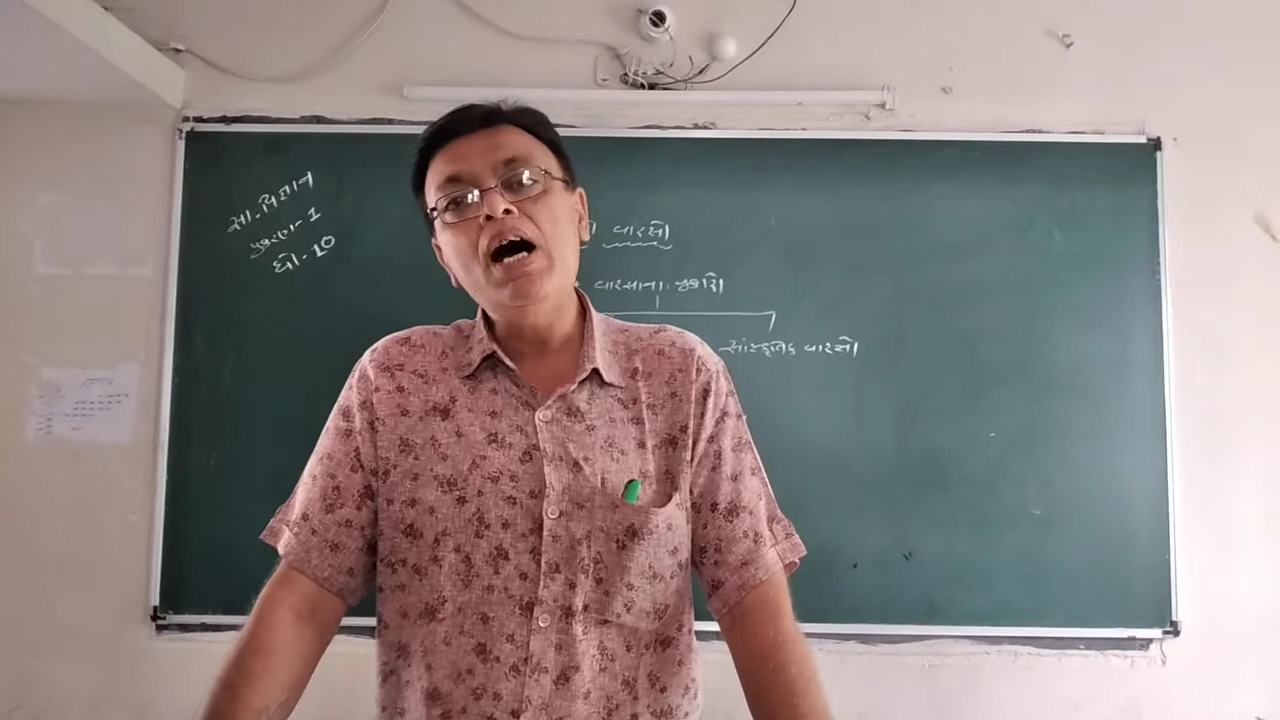 સા.વિજ્ઞાન
પ્રકરણ-1
ધો.-10
વારસો
વારસાના પ્રકારો
સાંસ્કૃતિક વારસો